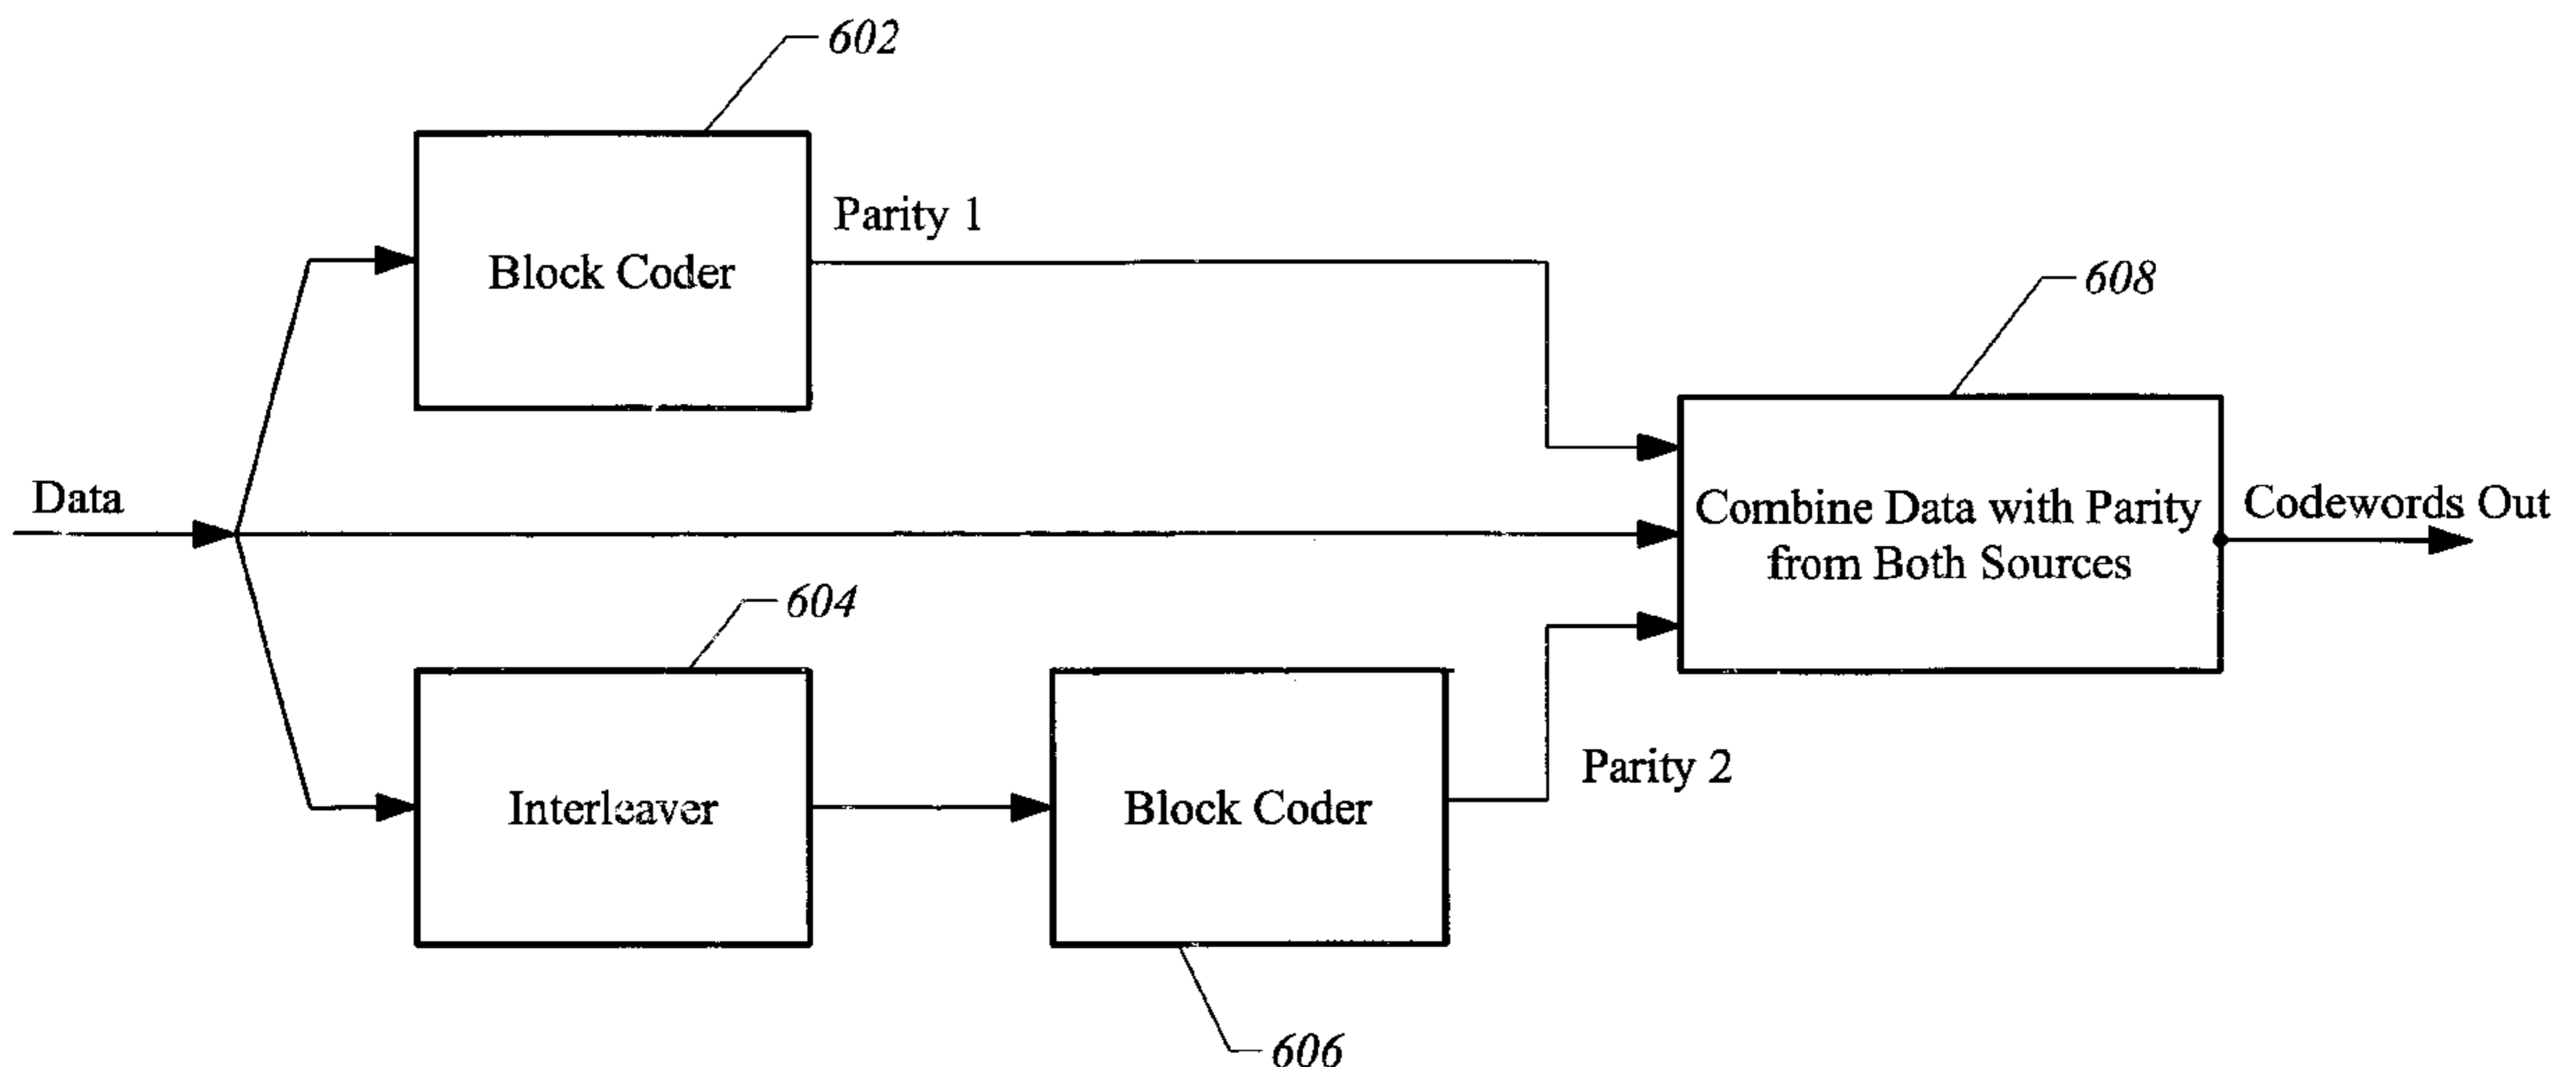 602
Parity 1
Block Coder
608
Data
Combine Data with Parity
from Both Sources
Codewords Out
604
Interleaver
Block Coder
Parity 2
606